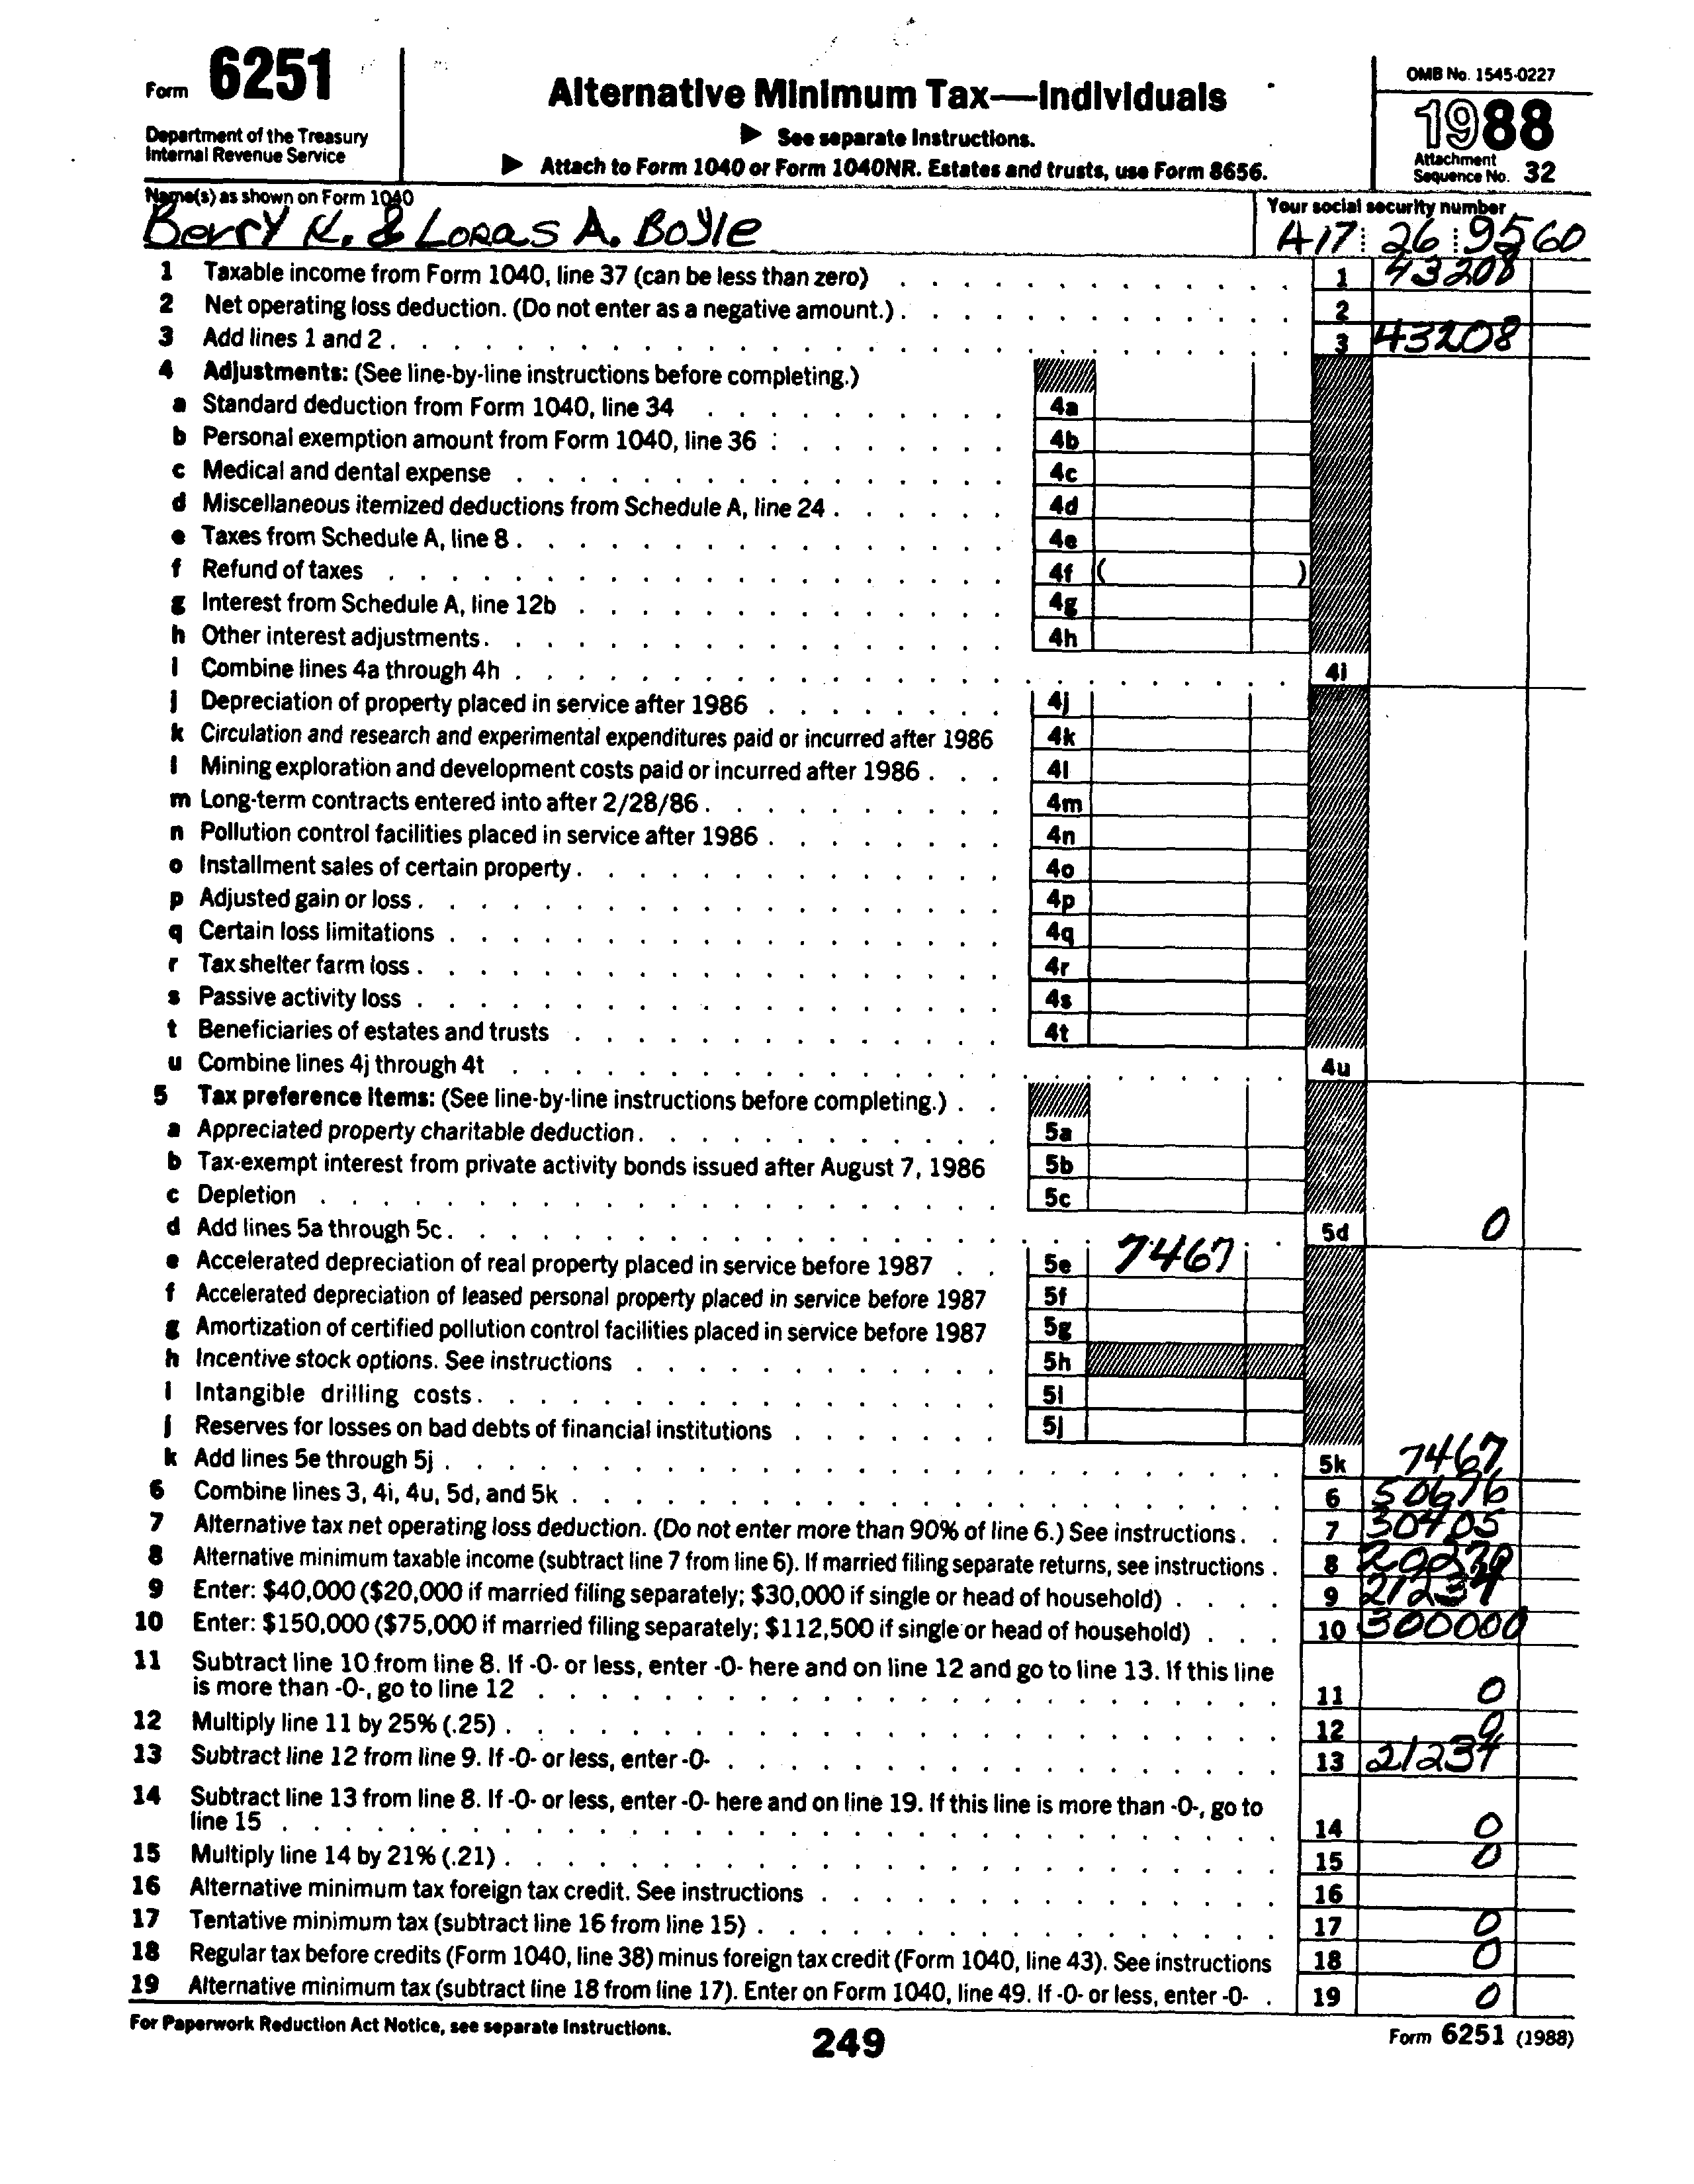 Form 6251
Department of the Treasury
Internal Revenue Service
Alternative Minimum Tax—Individuals
▶ See separate Instructions.
▶ Attach to Form 1040 or Form 1040NR. Estates and trusts, use Form 8656.
OMB No. 1545-0227
1988
Attachment
Sequence No. 32
Name(s) as shown on Form 1040
Berry K. & Loras A. Boyle
Your social security number
A17 26 9560
1 Taxable income from Form 1040, line 37 (can be less than zero) 1 43208
2 Net operating loss deduction. (Do not enter as a negative amount.) 2
3 Add lines 1 and 2 3 43208
4 Adjustments: (See line-by-line instructions before completing.)
a Standard deduction from Form 1040, line 34 4a
b Personal exemption amount from Form 1040, line 36 4b
c Medical and dental expense 4c
d Miscellaneous itemized deductions from Schedule A, line 24 4d
e Taxes from Schedule A, line 8 4e
f Refund of taxes 4f ( )
g Interest from Schedule A, line 12b 4g
h Other interest adjustments 4h
i Combine lines 4a through 4h 4i
j Depreciation of property placed in service after 1986 4j
k Circulation and research and experimental expenditures paid or incurred after 1986 4k
l Mining exploration and development costs paid or incurred after 1986 4l
m Long-term contracts entered into after 2/28/86 4m
n Pollution control facilities placed in service after 1986 4n
o Installment sales of certain property 4o
p Adjusted gain or loss 4p
q Certain loss limitations 4q
r Tax shelter farm loss 4r
s Passive activity loss 4s
t Beneficiaries of estates and trusts 4t
u Combine lines 4j through 4t 4u
5 Tax preference items: (See line-by-line instructions before completing.)
a Appreciated property charitable deduction 5a
b Tax-exempt interest from private activity bonds issued after August 7, 1986 5b
c Depletion 5c
d Add lines 5a through 5c 5d 0
e Accelerated depreciation of real property placed in service before 1987 5e 7467
f Accelerated depreciation of leased personal property placed in service before 1987 5f
g Amortization of certified pollution control facilities placed in service before 1987 5g
h Incentive stock options. See instructions 5h
i Intangible drilling costs 5i
j Reserves for losses on bad debts of financial institutions 5j
k Add lines 5e through 5j 5k 7467
6 Combine lines 3, 4i, 4u, 5d, and 5k 6 50676
7 Alternative tax net operating loss deduction. (Do not enter more than 90% of line 6.) See instructions 7 30405
8 Alternative minimum taxable income (subtract line 7 from line 6). If married filing separate returns, see instructions 8
9 Enter: $40,000 ($20,000 if married filing separately; $30,000 if single or head of household) 9 21234
10 Enter: $150,000 ($75,000 if married filing separately; $112,500 if single or head of household) 10 300000
11 Subtract line 10 from line 8. If -0- or less, enter -0- here and on line 12 and go to line 13. If this line
is more than -0-, go to line 12 11 0
12 Multiply line 11 by 25% (.25) 12 0
13 Subtract line 12 from line 9. If -0- or less, enter -0- 13 21234
14 Subtract line 13 from line 8. If -0- or less, enter -0- here and on line 19. If this line is more than -0-, go to
line 15 14 0
15 Multiply line 14 by 21% (.21) 15 0
16 Alternative minimum tax foreign tax credit. See instructions 16
17 Tentative minimum tax (subtract line 16 from line 15) 17 0
18 Regular tax before credits (Form 1040, line 38) minus foreign tax credit (Form 1040, line 43). See instructions 18 0
19 Alternative minimum tax (subtract line 18 from line 17). Enter on Form 1040, line 49. If -0- or less, enter -0- 19 0
For Paperwork Reduction Act Notice, see separate Instructions.
249
Form 6251 (1988)